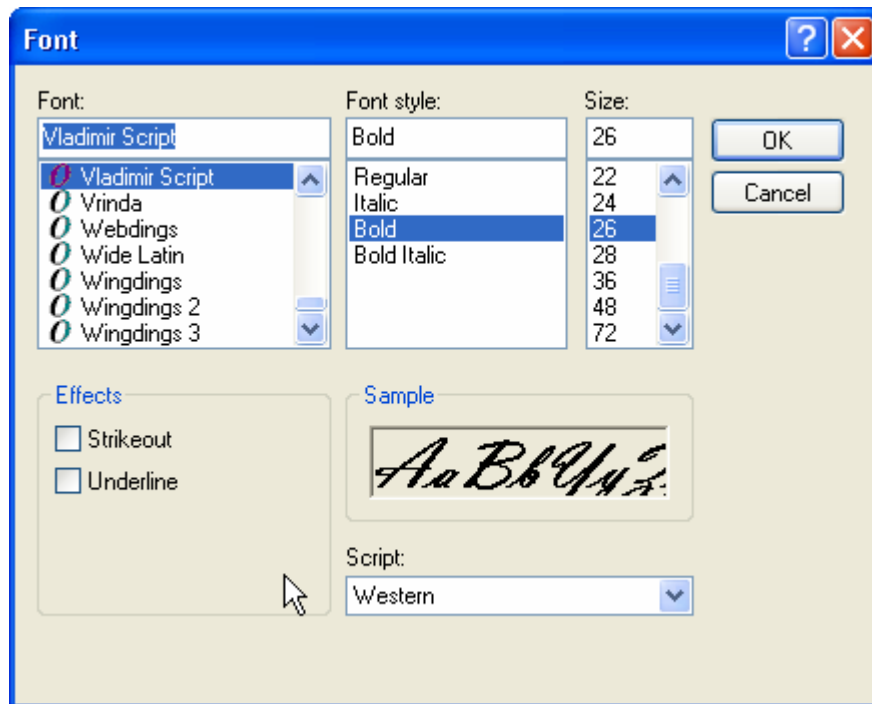 Font
Font:
Font style:
Size:
Vladimir Script
Bold
26
OK
Cancel
Vladimir Script
Vrinda
Webdings
Wide Latin
Wingdings
Wingdings 2
Wingdings 3
Regular
Italic
Bold
Bold Italic
22
24
26
28
36
48
72
Effects
Strikeout
Underline
Sample
AaBbYyZ
Script:
Western